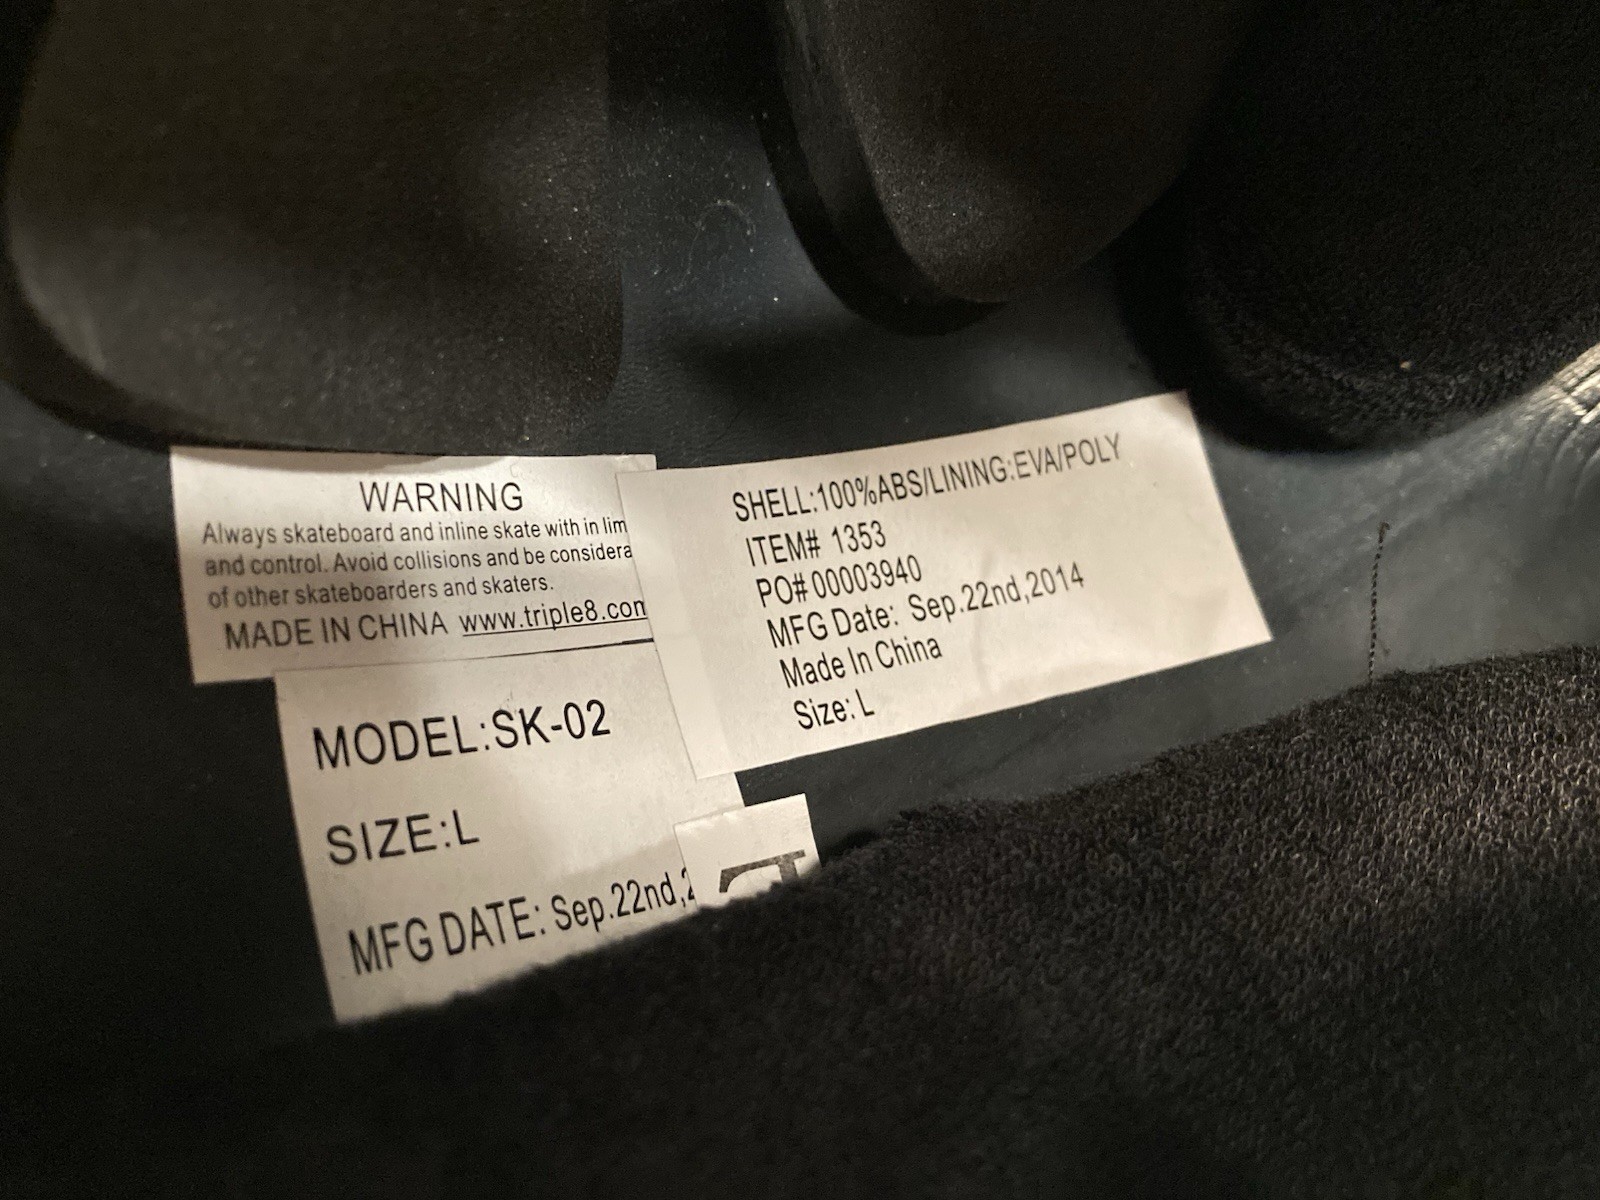 WARNING
Always skateboard and inline skate with in lim
and control. Avoid collisions and be considera
of other skateboarders and skaters.
MADE IN CHINA www.triple8.com
MODEL:SK-02
SIZE:L
MFG DATE: Sep.22nd,2
SHELL:100%ABS/LINING:EVA/POLY
ITEM# 1353
PO# 00003940
MFG Date: Sep.22nd,2014
Made In China
Size: L